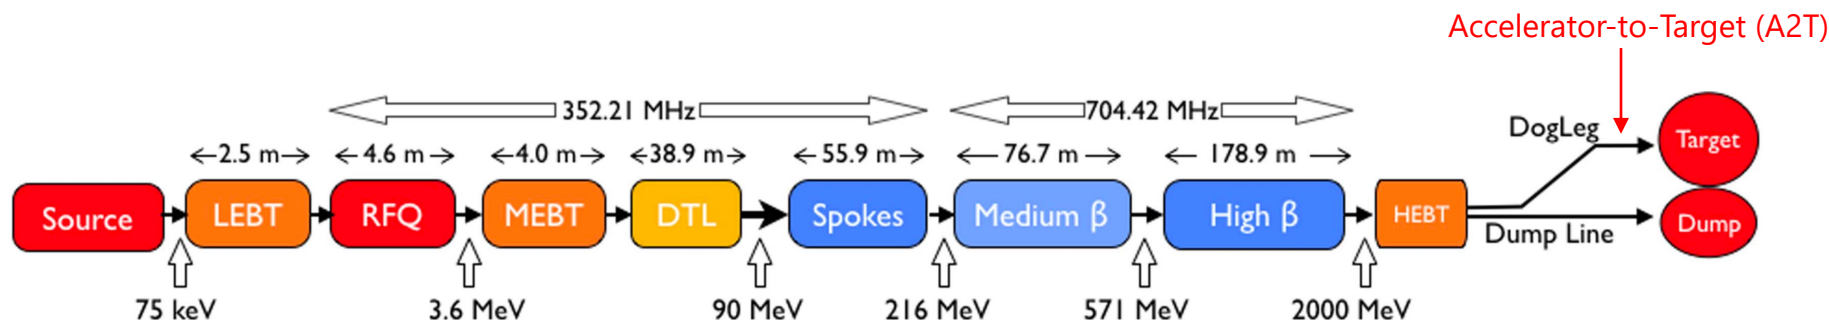 Accelerator-to-Target (A2T)
352.21 MHz
704.42 MHz
DogLeg
2.5 m
4.6 m
4.0 m
38.9 m
55.9 m
76.7 m
178.9 m
Target
Source
LEBT
RFQ
MEBT
DTL
Spokes
Medium β
High β
HEBT
Dump Line
Dump
75 keV
3.6 MeV
90 MeV
216 MeV
571 MeV
2000 MeV